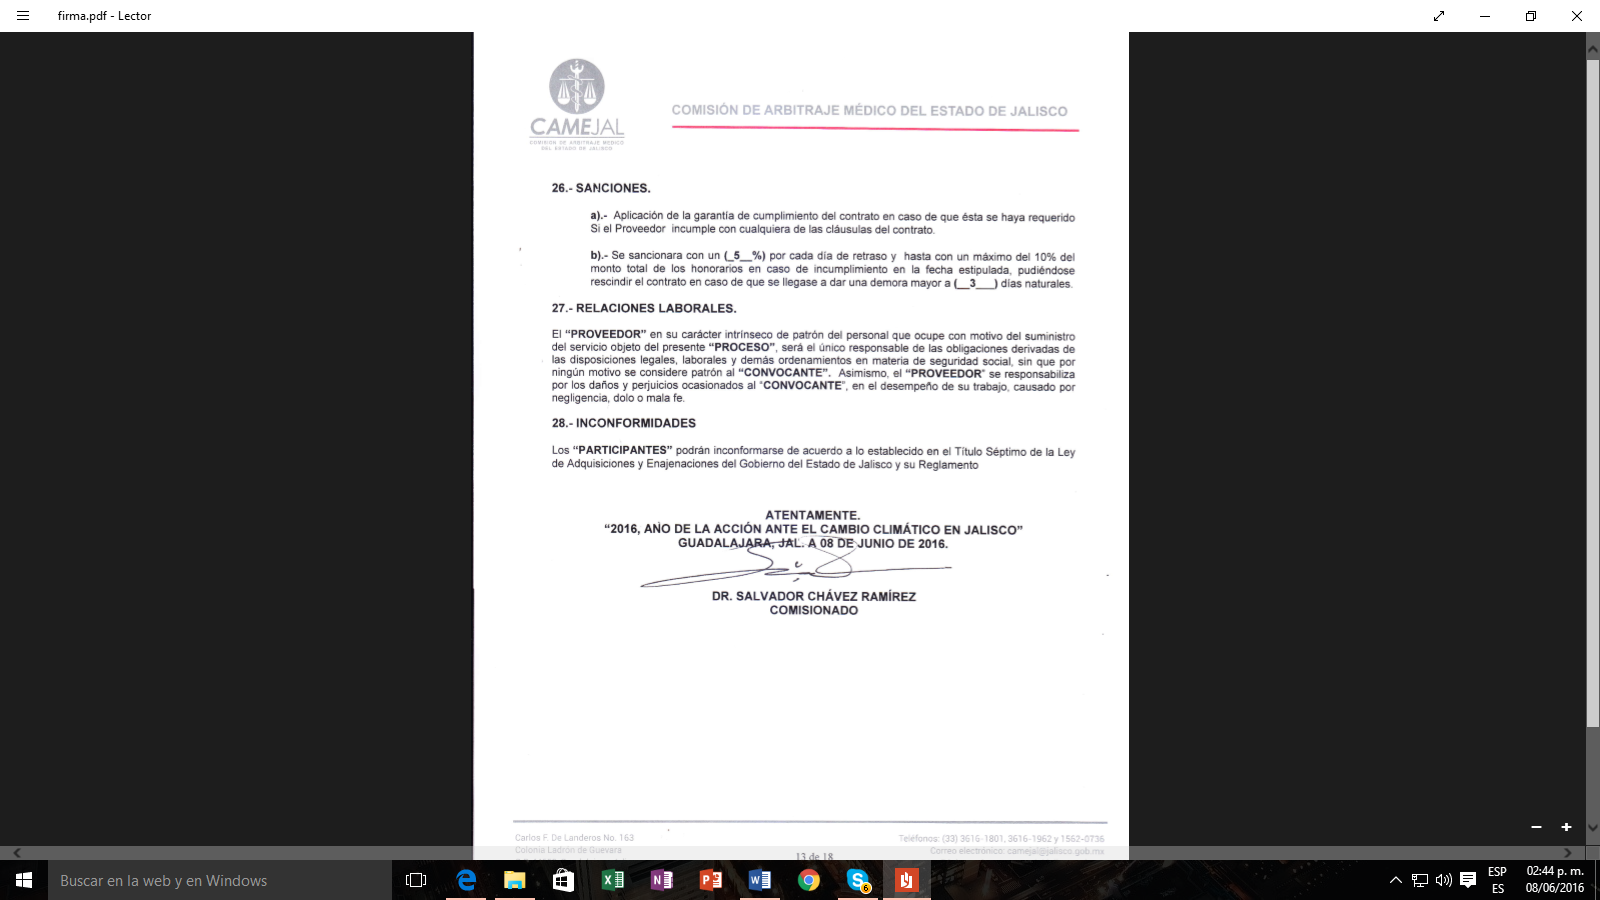 firma.pdf - Lector
CAMEJAL
COMISIÓN DE ARBITRAJE MÉDICO
DEL ESTADO DE JALISCO
COMISIÓN DE ARBITRAJE MÉDICO DEL ESTADO DE JALISCO
26.- SANCIONES.
a).- Aplicación de la garantía de cumplimiento del contrato en caso de que ésta se haya requerido
Si el Proveedor incumple con cualquiera de las cláusulas del contrato.
b).- Se sancionara con un (_5__%) por cada día de retraso y hasta con un máximo del 10% del
monto total de los honorarios en caso de incumplimiento en la fecha estipulada, pudiéndose
rescindir el contrato en caso de que se llegase a dar una demora mayor a (__3___) días naturales.
27.- RELACIONES LABORALES.
El “PROVEEDOR” en su carácter intrínseco de patrón del personal que ocupe con motivo del suministro
del servicio objeto del presente “PROCESO”, será el único responsable de las obligaciones derivadas de
las disposiciones legales, laborales y demás ordenamientos en materia de seguridad social, sin que por
ningún motivo se considere patrón al “CONVOCANTE”. Asimismo, el “PROVEEDOR” se responsabiliza
por los daños y perjuicios ocasionados al “CONVOCANTE”, en el desempeño de su trabajo, causado por
negligencia, dolo o mala fe.
28.- INCONFORMIDADES
Los “PARTICIPANTES” podrán inconformarse de acuerdo a lo establecido en el Título Séptimo de la Ley
de Adquisiciones y Enajenaciones del Gobierno del Estado de Jalisco y su Reglamento
ATENTAMENTE.
“2016, AÑO DE LA ACCIÓN ANTE EL CAMBIO CLIMÁTICO EN JALISCO”
GUADALAJARA, JAL. A 08 DE JUNIO DE 2016.
DR. SALVADOR CHÁVEZ RAMÍREZ
COMISIONADO
Carlos F. De Landeros No. 163
Colonia Ladrón de Guevara
Teléfonos: (33) 3616-1801, 3616-1962 y 1562-0736
Correo electrónico: camejal@jalisco.gob.mx
13 de 18
Buscar en la web y en Windows
6
ESP
ES
02:44 p. m.
08/06/2016